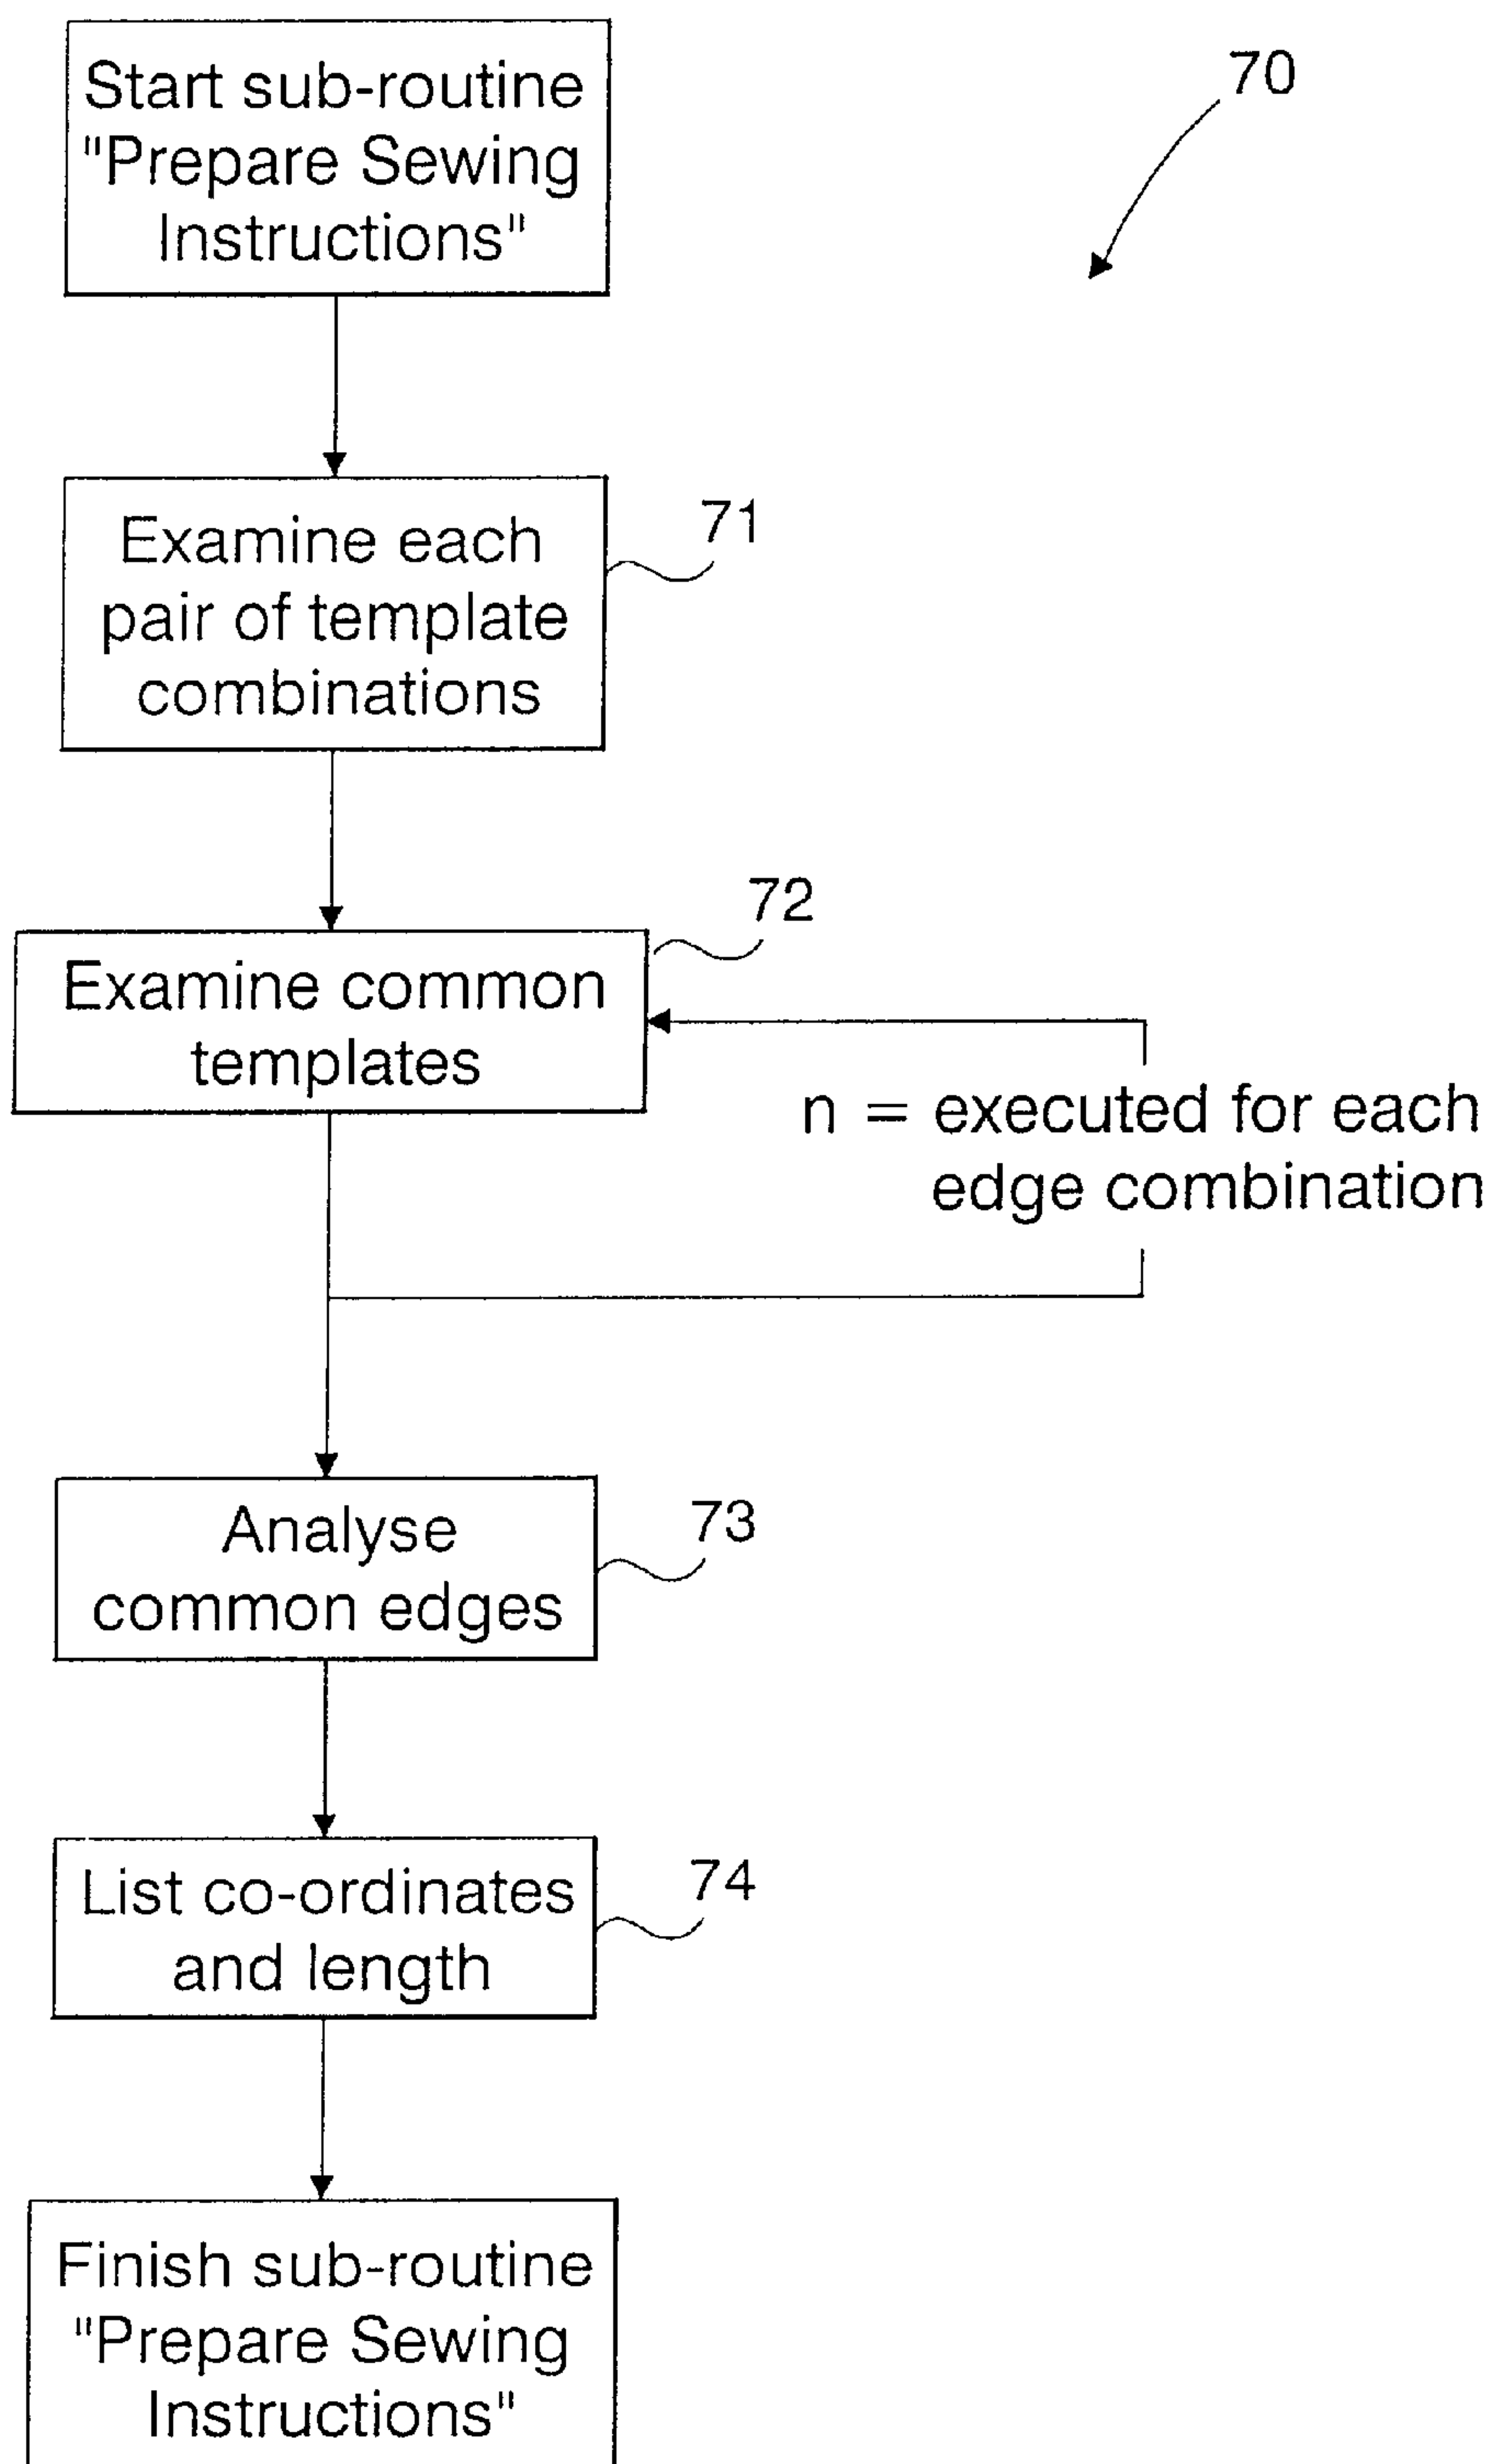 Start sub-routine
"Prepare Sewing
Instructions"
70
Examine each
pair of template
combinations
71
72
Examine common
templates
n = executed for each
edge combination
Analyse
common edges
73
List co-ordinates
and length
74
Finish sub-routine
"Prepare Sewing
Instructions"